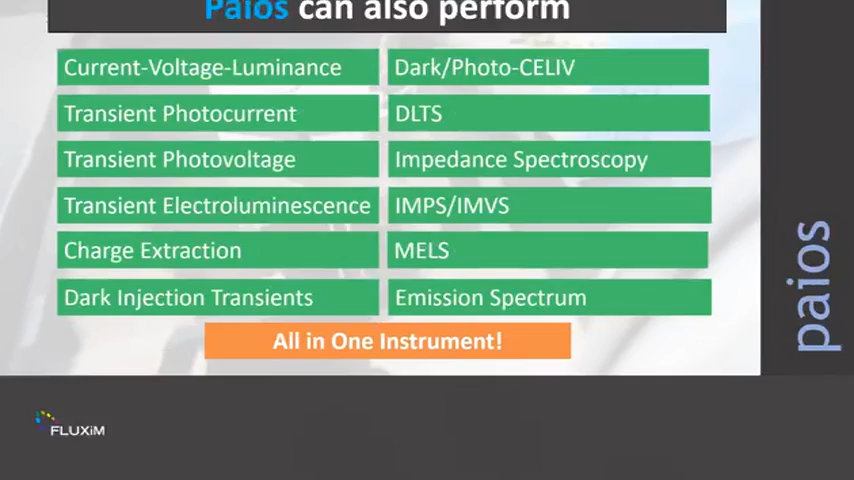 Paios can also perform
Current-Voltage-Luminance
Dark/Photo-CELIV
Transient Photocurrent
DLTS
Transient Photovoltage
Impedance Spectroscopy
Transient Electroluminescence
IMPS/IMVS
Charge Extraction
MELS
Dark Injection Transients
Emission Spectrum
All in One Instrument!
paios
FLUXiM